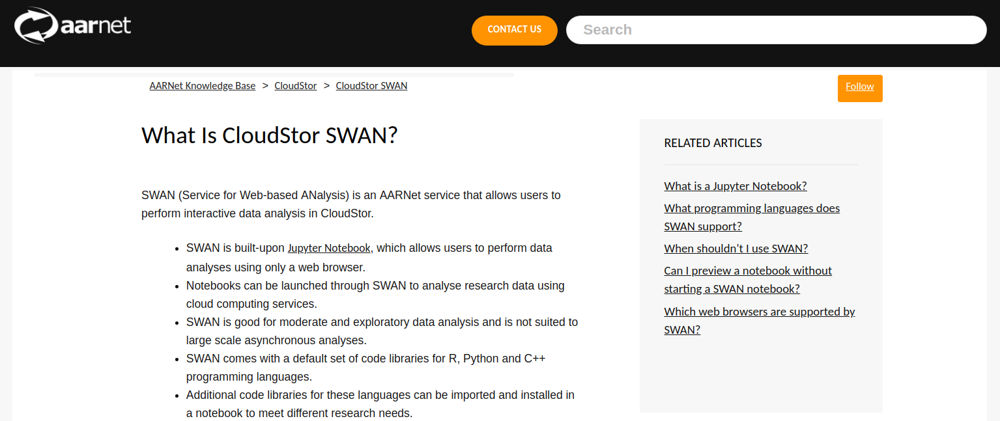 aarnet
CONTACT US
Search
AARNet Knowledge Base > CloudStor > CloudStor SWAN
Follow
What Is CloudStor SWAN?
SWAN (Service for Web-based ANalysis) is an AARNet service that allows users to
perform interactive data analysis in CloudStor.
• SWAN is built-upon Jupyter Notebook, which allows users to perform data
analyses using only a web browser.
• Notebooks can be launched through SWAN to analyse research data using
cloud computing services.
• SWAN is good for moderate and exploratory data analysis and is not suited to
large scale asynchronous analyses.
• SWAN comes with a default set of code libraries for R, Python and C++
programming languages.
• Additional code libraries for these languages can be imported and installed in
a notebook to meet different research needs.
RELATED ARTICLES
What is a Jupyter Notebook?
What programming languages does
SWAN support?
When shouldn't I use SWAN?
Can I preview a notebook without
starting a SWAN notebook?
Which web browsers are supported by
SWAN?